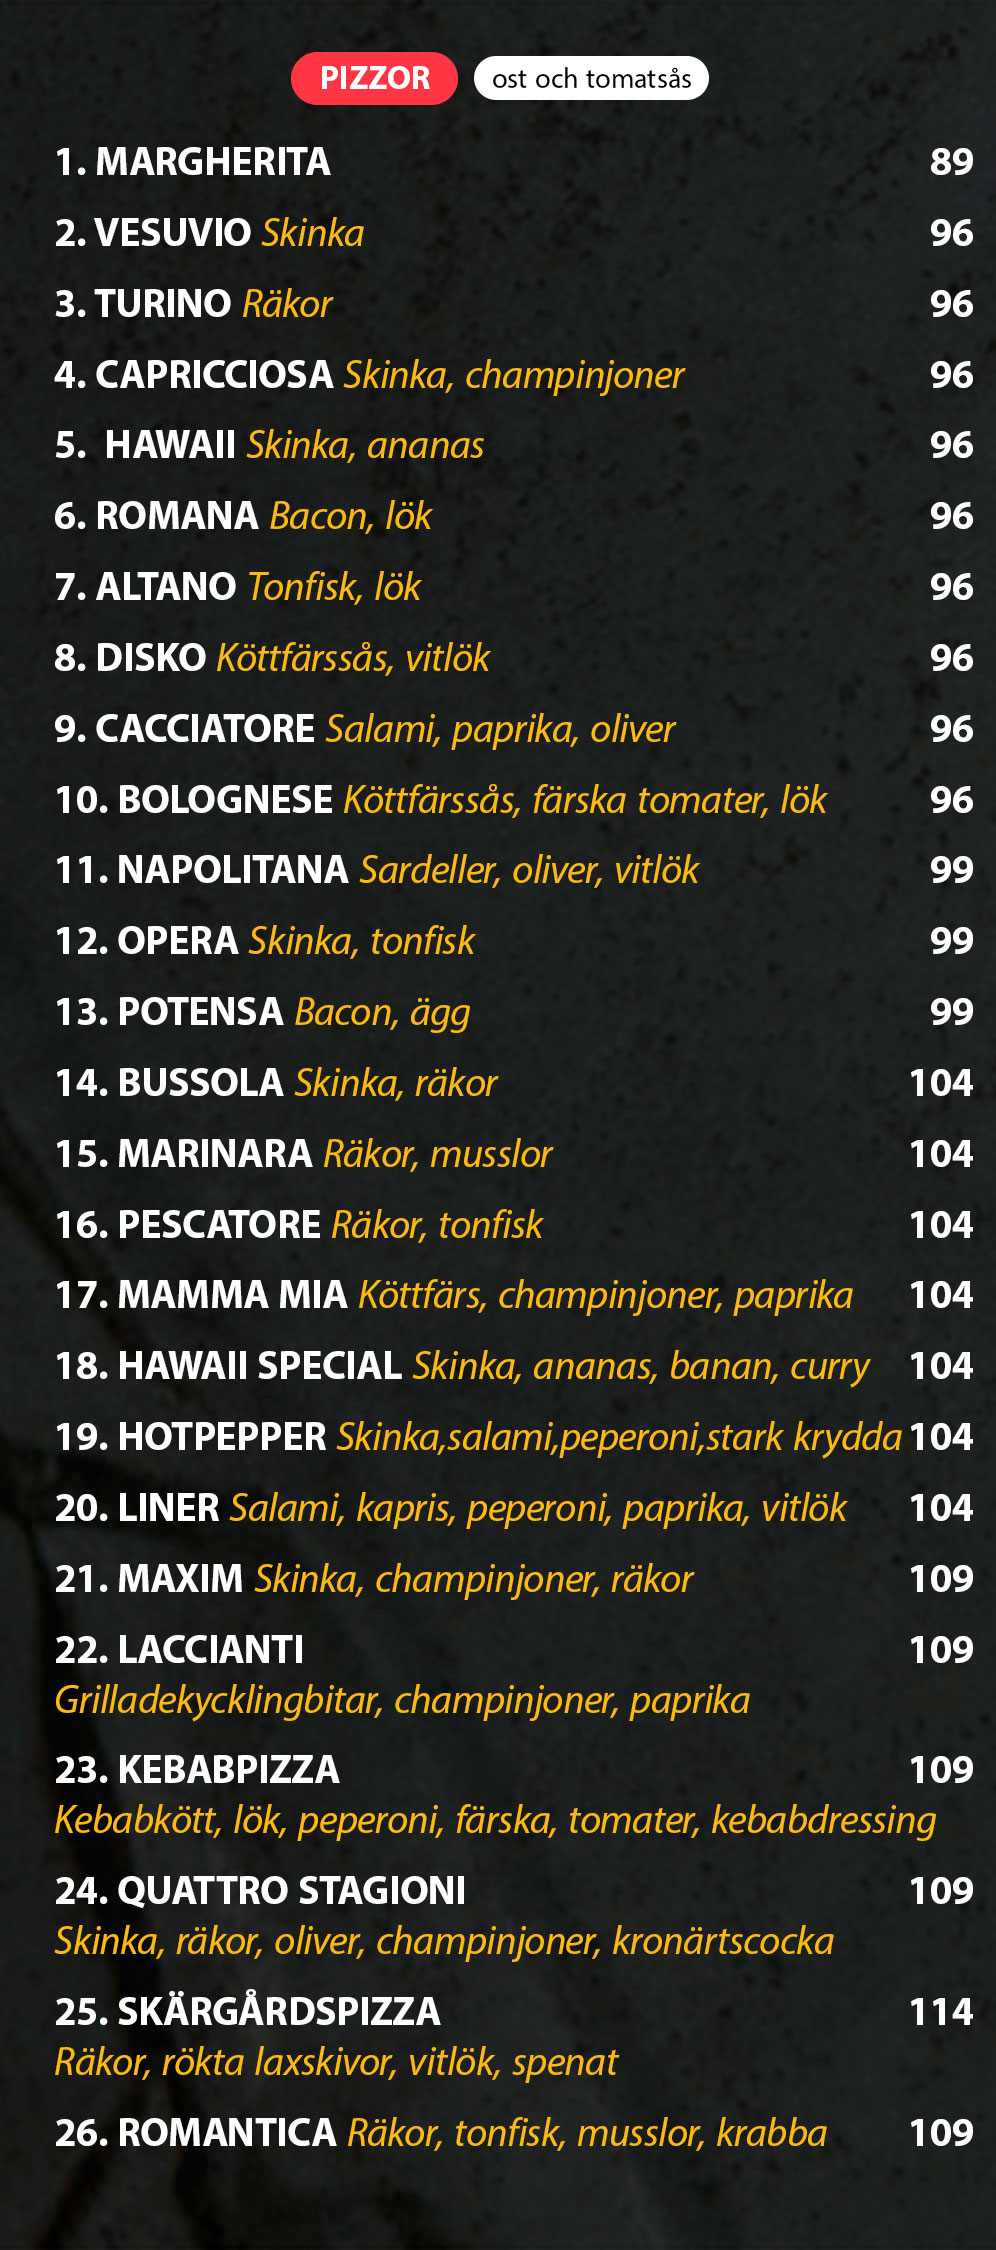 PIZZOR ost och tomatsås
1. MARGHERITA 89
2. VESUVIO Skinka 96
3. TURINO Räkor 96
4. CAPRICCIOSA Skinka, champinjoner 96
5. HAWAII Skinka, ananas 96
6. ROMANA Bacon, lök 96
7. ALTANO Tonfisk, lök 96
8. DISKO Köttfärssås, vitlök 96
9. CACCIATORE Salami, paprika, oliver 96
10. BOLOGNESE Köttfärssås, färska tomater, lök 96
11. NAPOLITANA Sardeller, oliver, vitlök 99
12. OPERA Skinka, tonfisk 99
13. POTENSA Bacon, ägg 99
14. BUSSOLA Skinka, räkor 104
15. MARINARA Räkor, musslor 104
16. PESCATORE Räkor, tonfisk 104
17. MAMMA MIA Köttfärs, champinjoner, paprika 104
18. HAWAII SPECIAL Skinka, ananas, banan, curry 104
19. HOTPEPPER Skinka,salami,peperoni,stark krydda 104
20. LINER Salami, kapris, peperoni, paprika, vitlök 104
21. MAXIM Skinka, champinjoner, räkor 109
22. LACCIANTI 109
Grilladekycklingbitar, champinjoner, paprika
23. KEBABPIZZA 109
Kebabkött, lök, peperoni, färska, tomater, kebabdressing
24. QUATTRO STAGIONI 109
Skinka, räkor, oliver, champinjoner, kronärtscocka
25. SKÄRGÅRDSPIZZA 114
Räkor, rökta laxskivor, vitlök, spenat
26. ROMANTICA Räkor, tonfisk, musslor, krabba 109